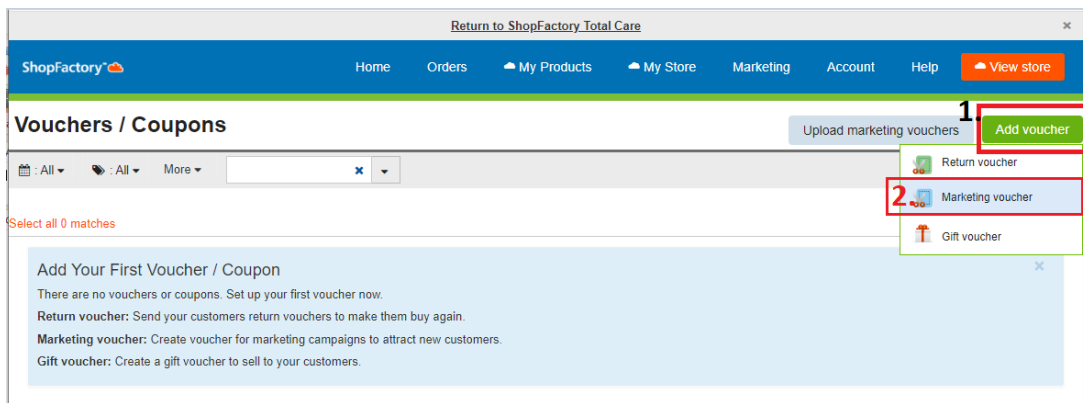 Return to ShopFactory Total Care ×
ShopFactory Home Orders My Products My Store Marketing Account Help View store
1.
Vouchers / Coupons Upload marketing vouchers Add voucher
: All : All More ×
Return voucher
2. Marketing voucher
Gift voucher
Select all 0 matches
Add Your First Voucher / Coupon ×
There are no vouchers or coupons. Set up your first voucher now.
Return voucher: Send your customers return vouchers to make them buy again.
Marketing voucher: Create voucher for marketing campaigns to attract new customers.
Gift voucher: Create a gift voucher to sell to your customers.